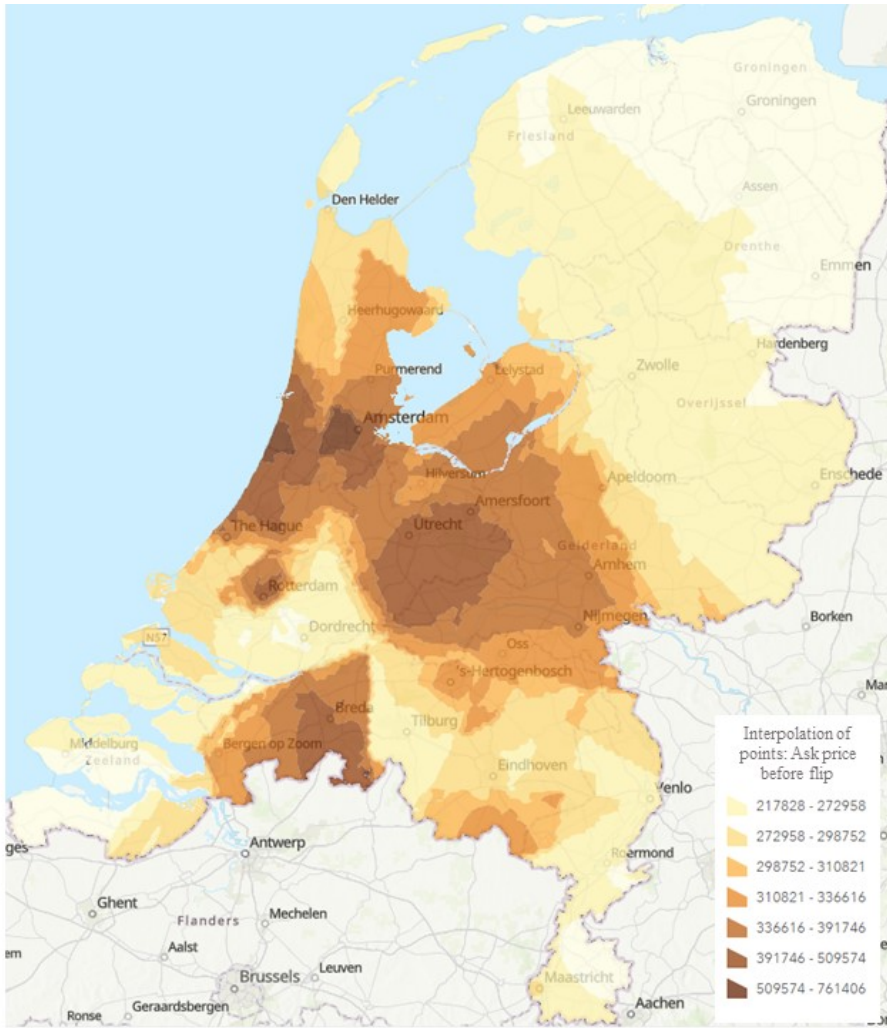 Groningen
Groningen
Leeuwarden
Friesland
Assen
Den Helder
Drenthe
Emmen
Heerhugowaard
Hardenberg
Purmerend
Lelystad
Zwolle
Overijssel
Amsterdam
Hilversum
Apeldoorn
Enschede
Amersfoort
The Hague
Utrecht
Gelderland
Arnhem
Rotterdam
Borken
Nijmegen
N57
Dordrecht
Oss
's-Hertogenbosch
Mar
Breda
Tilburg
Middelburg
Bergen op Zoom
Zeeland
Eindhoven
Venlo
Interpolation of
points: Ask price
before flip
217828 - 272958
272958 - 298752
298752 - 310821
310821 - 336616
336616 - 391746
391746 - 509574
509574 - 761406
ges
Antwerp
Roermond
Ghent
Flanders
Mechelen
Aalst
em
Brussels
Leuven
Maastricht
Ronse
Geraardsbergen
Aachen